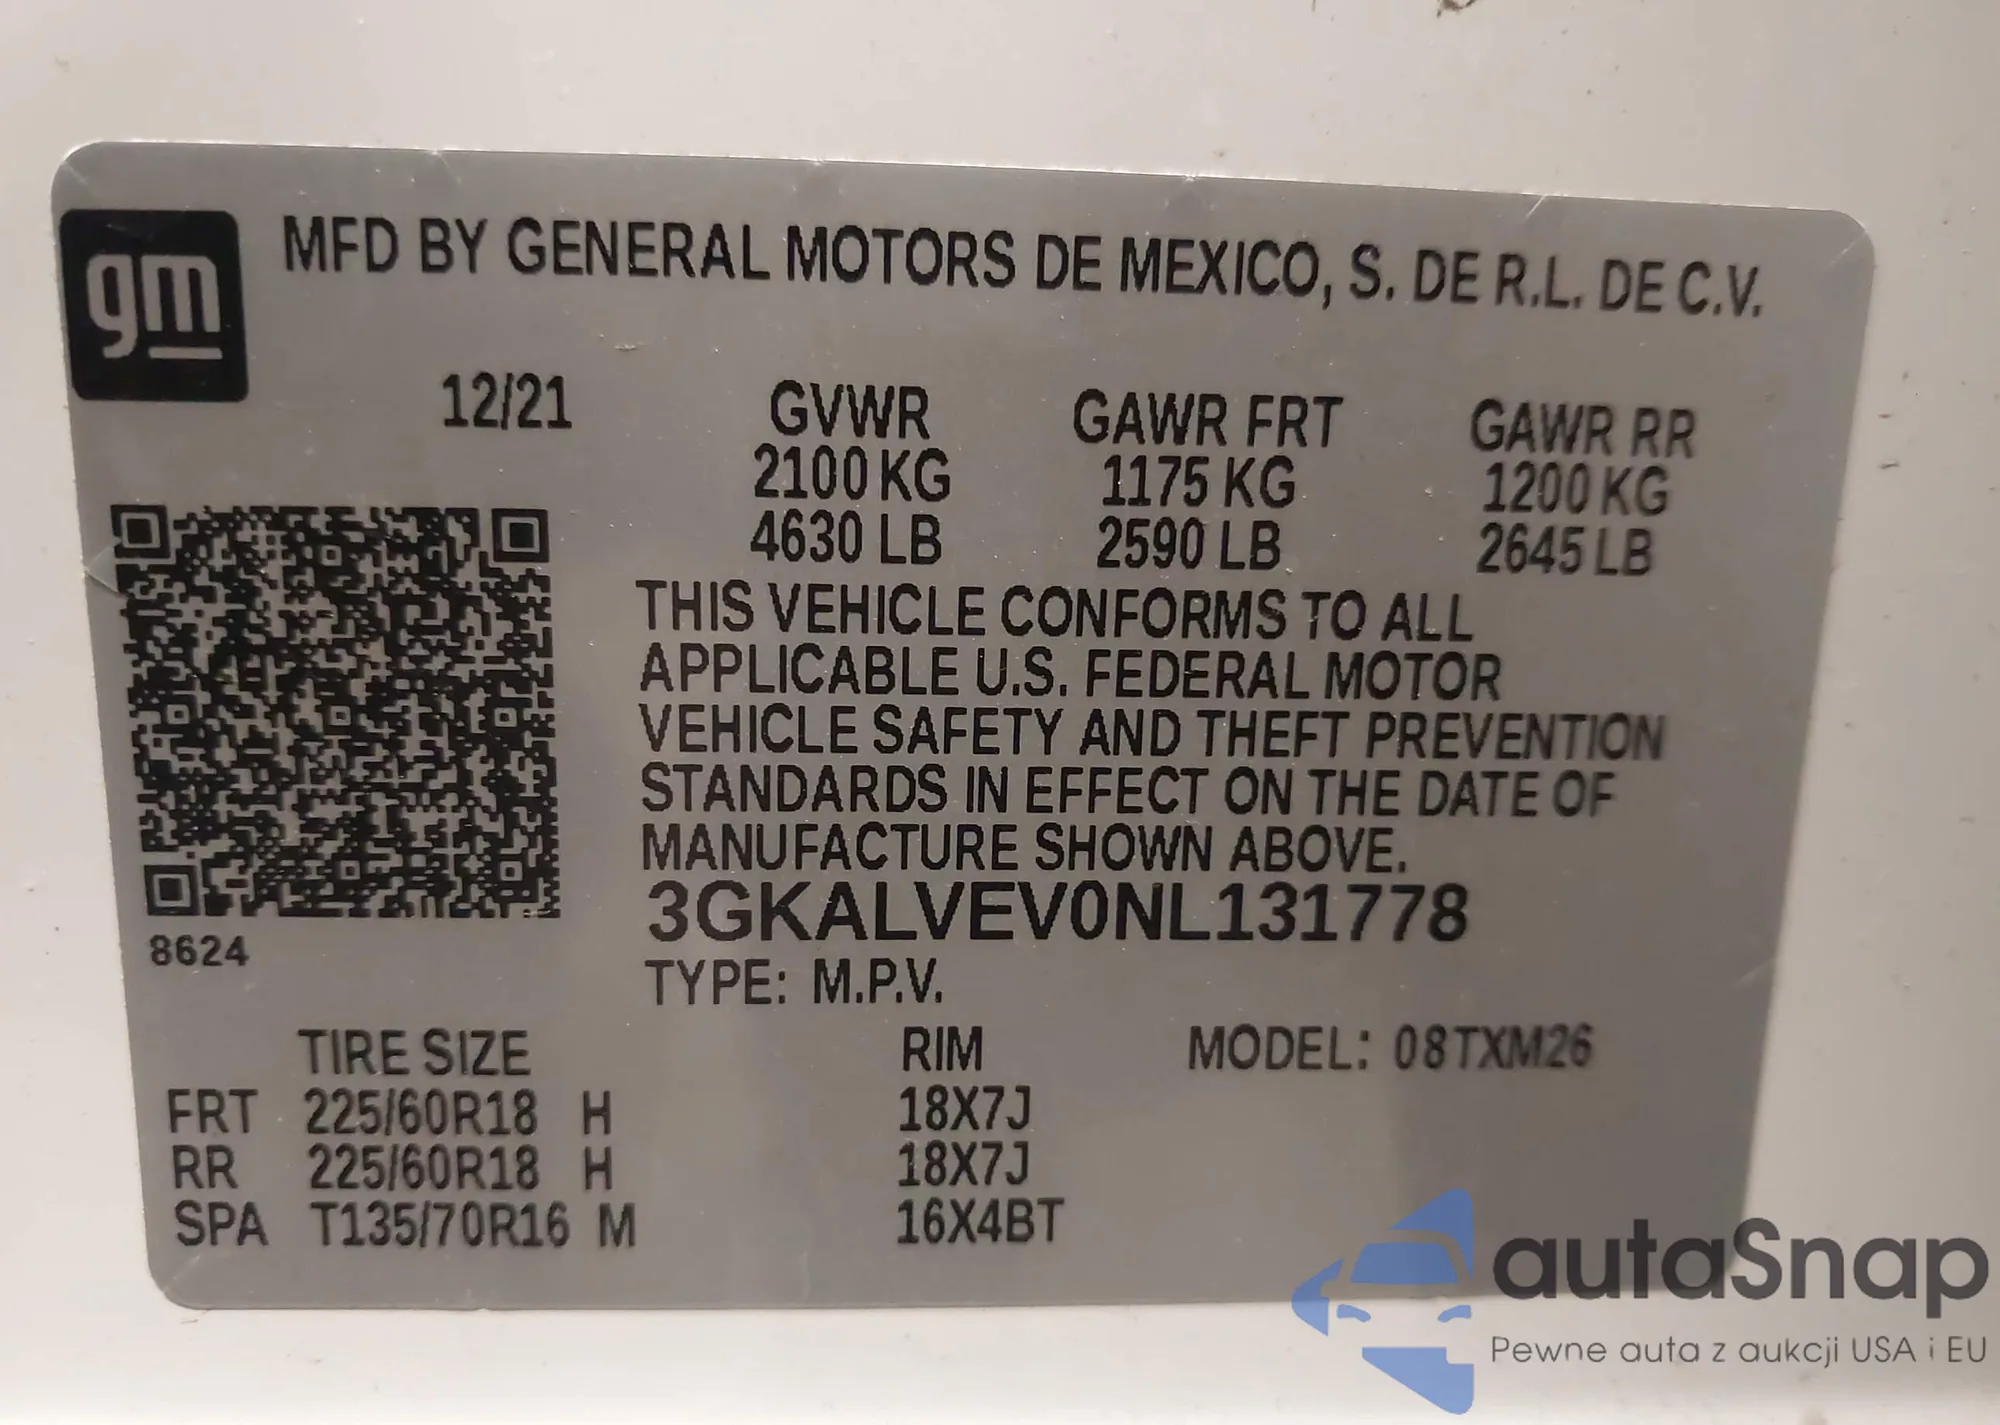 gm
MFD BY GENERAL MOTORS DE MEXICO, S. DE R.L. DE C.V.
12/21 GVWR GAWR FRT GAWR RR
2100 KG 1175 KG 1200 KG
4630 LB 2590 LB 2645 LB
THIS VEHICLE CONFORMS TO ALL
APPLICABLE U.S. FEDERAL MOTOR
VEHICLE SAFETY AND THEFT PREVENTION
STANDARDS IN EFFECT ON THE DATE OF
MANUFACTURE SHOWN ABOVE.
3GKALVEV0NL131778
8624
TYPE: M.P.V.
TIRE SIZE RIM MODEL: 08TXM26
FRT 225/60R18 H 18X7J
RR 225/60R18 H 18X7J
SPA T135/70R16 M 16X4BT
autaSnap
Pewne auta z aukcji USA i EU